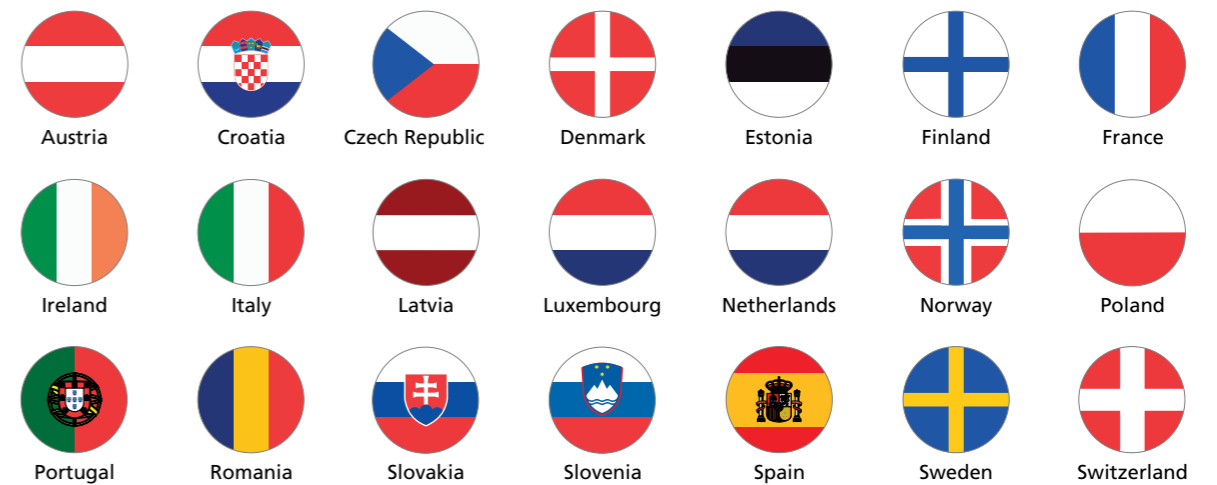 Austria Croatia Czech Republic Denmark Estonia Finland France
Ireland Italy Latvia Luxembourg Netherlands Norway Poland
Portugal Romania Slovakia Slovenia Spain Sweden Switzerland